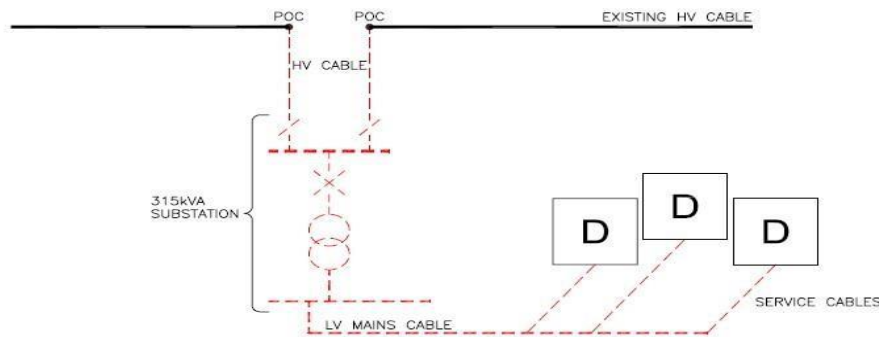 POC POC EXISTING HV CABLE
HV CABLE
315kVA
SUBSTATION
D D D
SERVICE CABLES
LV MAINS CABLE